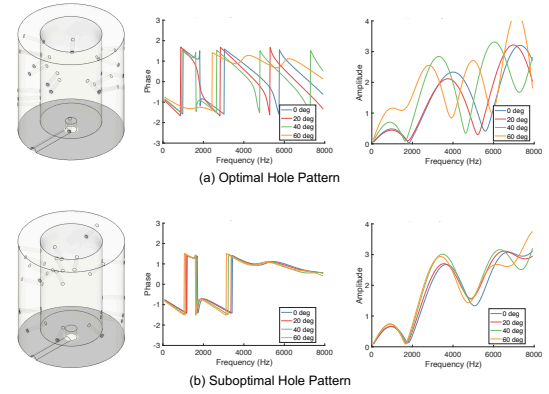 Phase
3
2
1
0
-1
-2
-3
0 deg
20 deg
40 deg
60 deg
0 2000 4000 6000 8000
Frequency (Hz)
Amplitude
4
3
2
1
0
0 deg
20 deg
40 deg
60 deg
0 2000 4000 6000 8000
Frequency (Hz)
(a) Optimal Hole Pattern
Phase
3
2
1
0
-1
-2
-3
0 deg
20 deg
40 deg
60 deg
0 2000 4000 6000 8000
Frequency (Hz)
Amplitude
4
3
2
1
0
0 deg
20 deg
40 deg
60 deg
0 2000 4000 6000 8000
Frequency (Hz)
(b) Suboptimal Hole Pattern